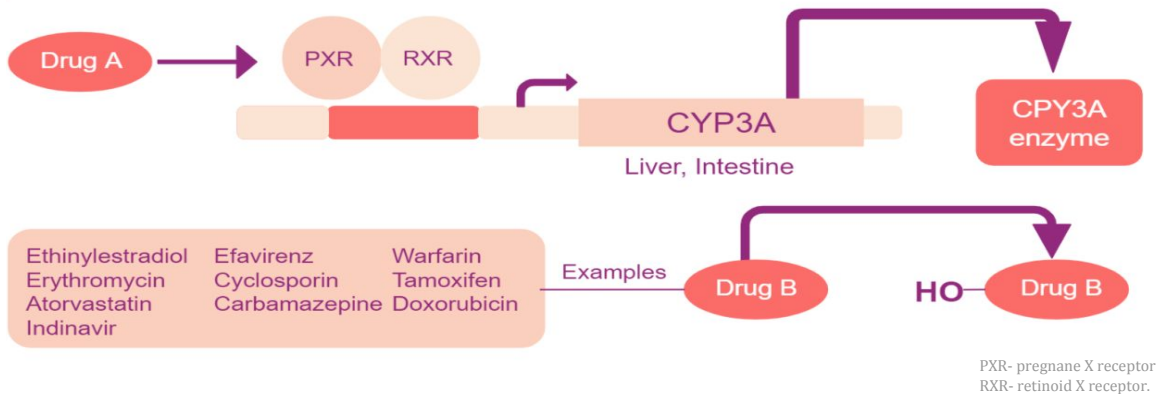 Drug A
PXR
RXR
CYP3A
Liver, Intestine
CPY3A
enzyme
Ethinylestradiol Efavirenz Warfarin
Erythromycin Cyclosporin Tamoxifen
Atorvastatin Carbamazepine Doxorubicin
Indinavir
Examples
Drug B
HO
Drug B
PXR- pregnane X receptor
RXR- retinoid X receptor.